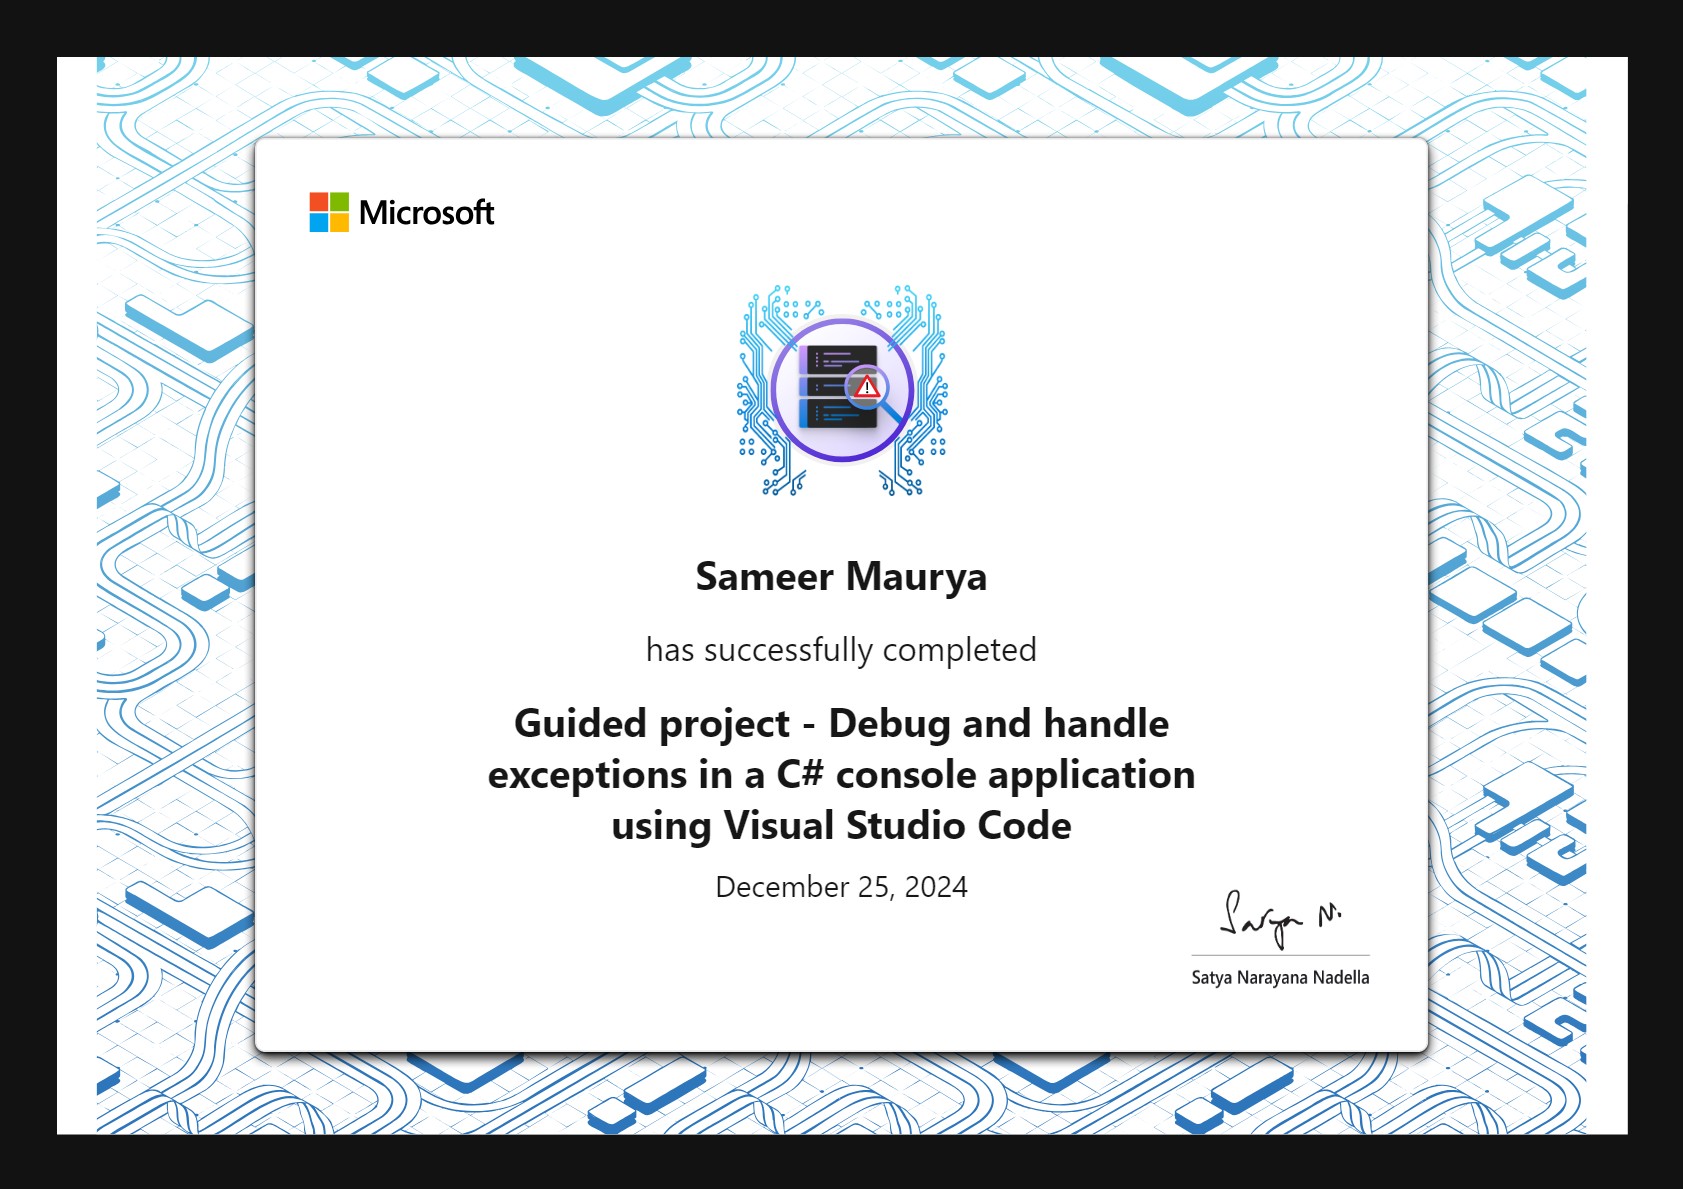 Microsoft
Sameer Maurya
has successfully completed
Guided project - Debug and handle
exceptions in a C# console application
using Visual Studio Code
December 25, 2024
Satya N.
Satya Narayana Nadella